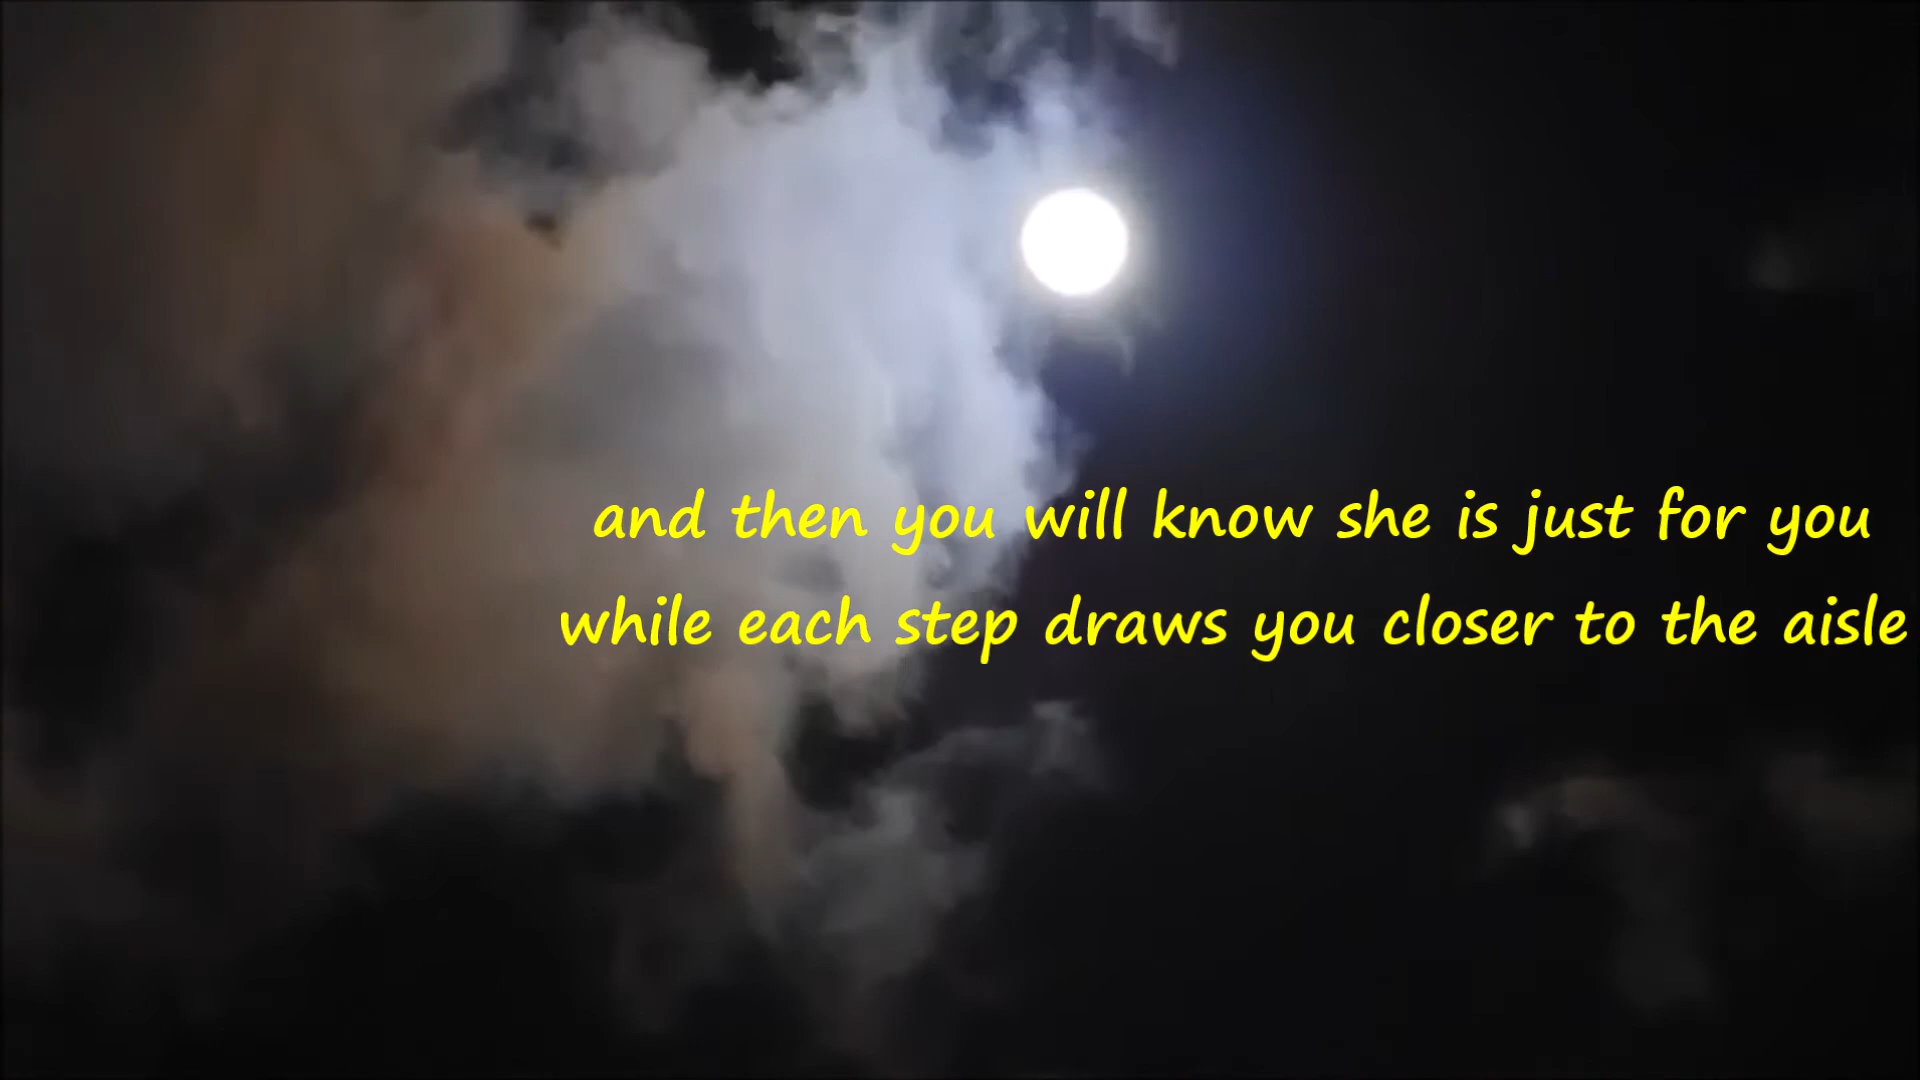 and then you will know she is just for you
while each step draws you closer to the aisle